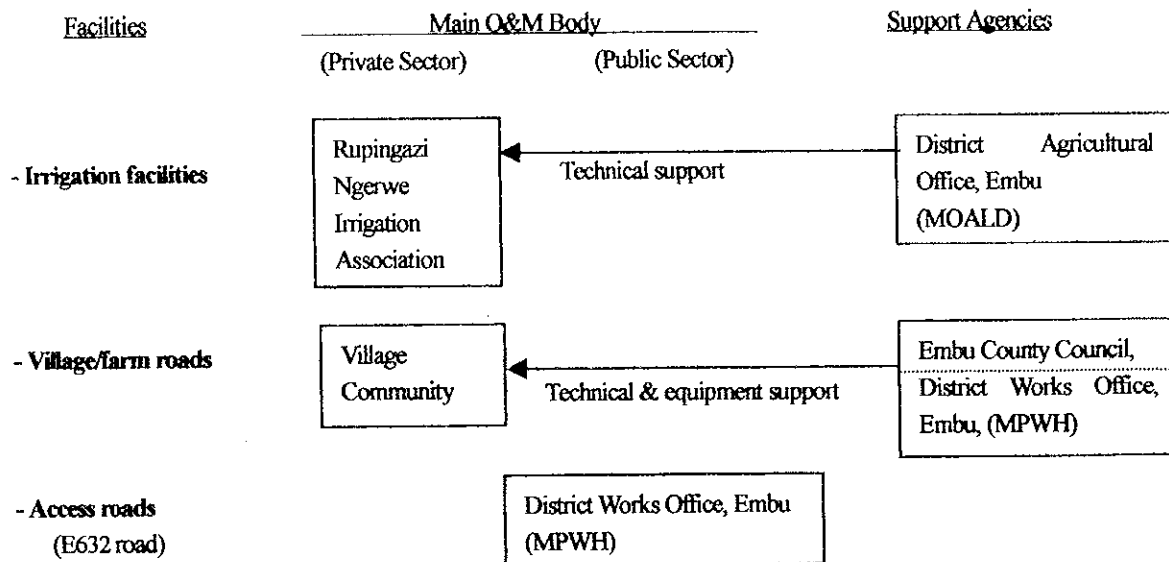 Facilities
Main O&M Body
Support Agencies
(Private Sector)
(Public Sector)
- Irrigation facilities
Rupingazi
Ngerwe
Irrigation
Association
Technical support
District Agricultural
Office, Embu
(MOALD)
- Village/farm roads
Village
Community
Technical & equipment support
Embu County Council,
District Works Office,
Embu, (MPWH)
- Access roads
(E632 road)
District Works Office, Embu
(MPWH)